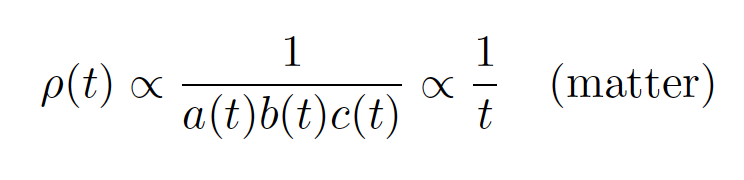 ρ(t) ∝ 1/(a(t)b(t)c(t)) ∝ 1/t (matter)